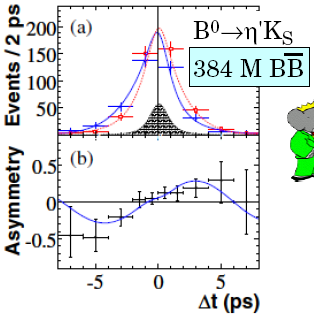 (a)
B⁰→η'K_S
384 M BB̅
Events / 2 ps
200
150
100
50
(b)
Asymmetry
0.5
0
-0.5
-5 0 5
Δt (ps)